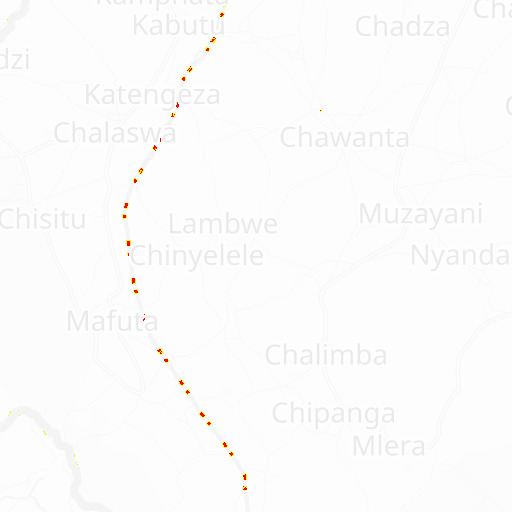 Kabutu
Chadza
Katengeza
Chalaswa
Chawanta
Chisitu
Lambwe
Muzayani
Chinyelele
Nyanda
Mafuta
Chalimba
Chipanga
Mlera